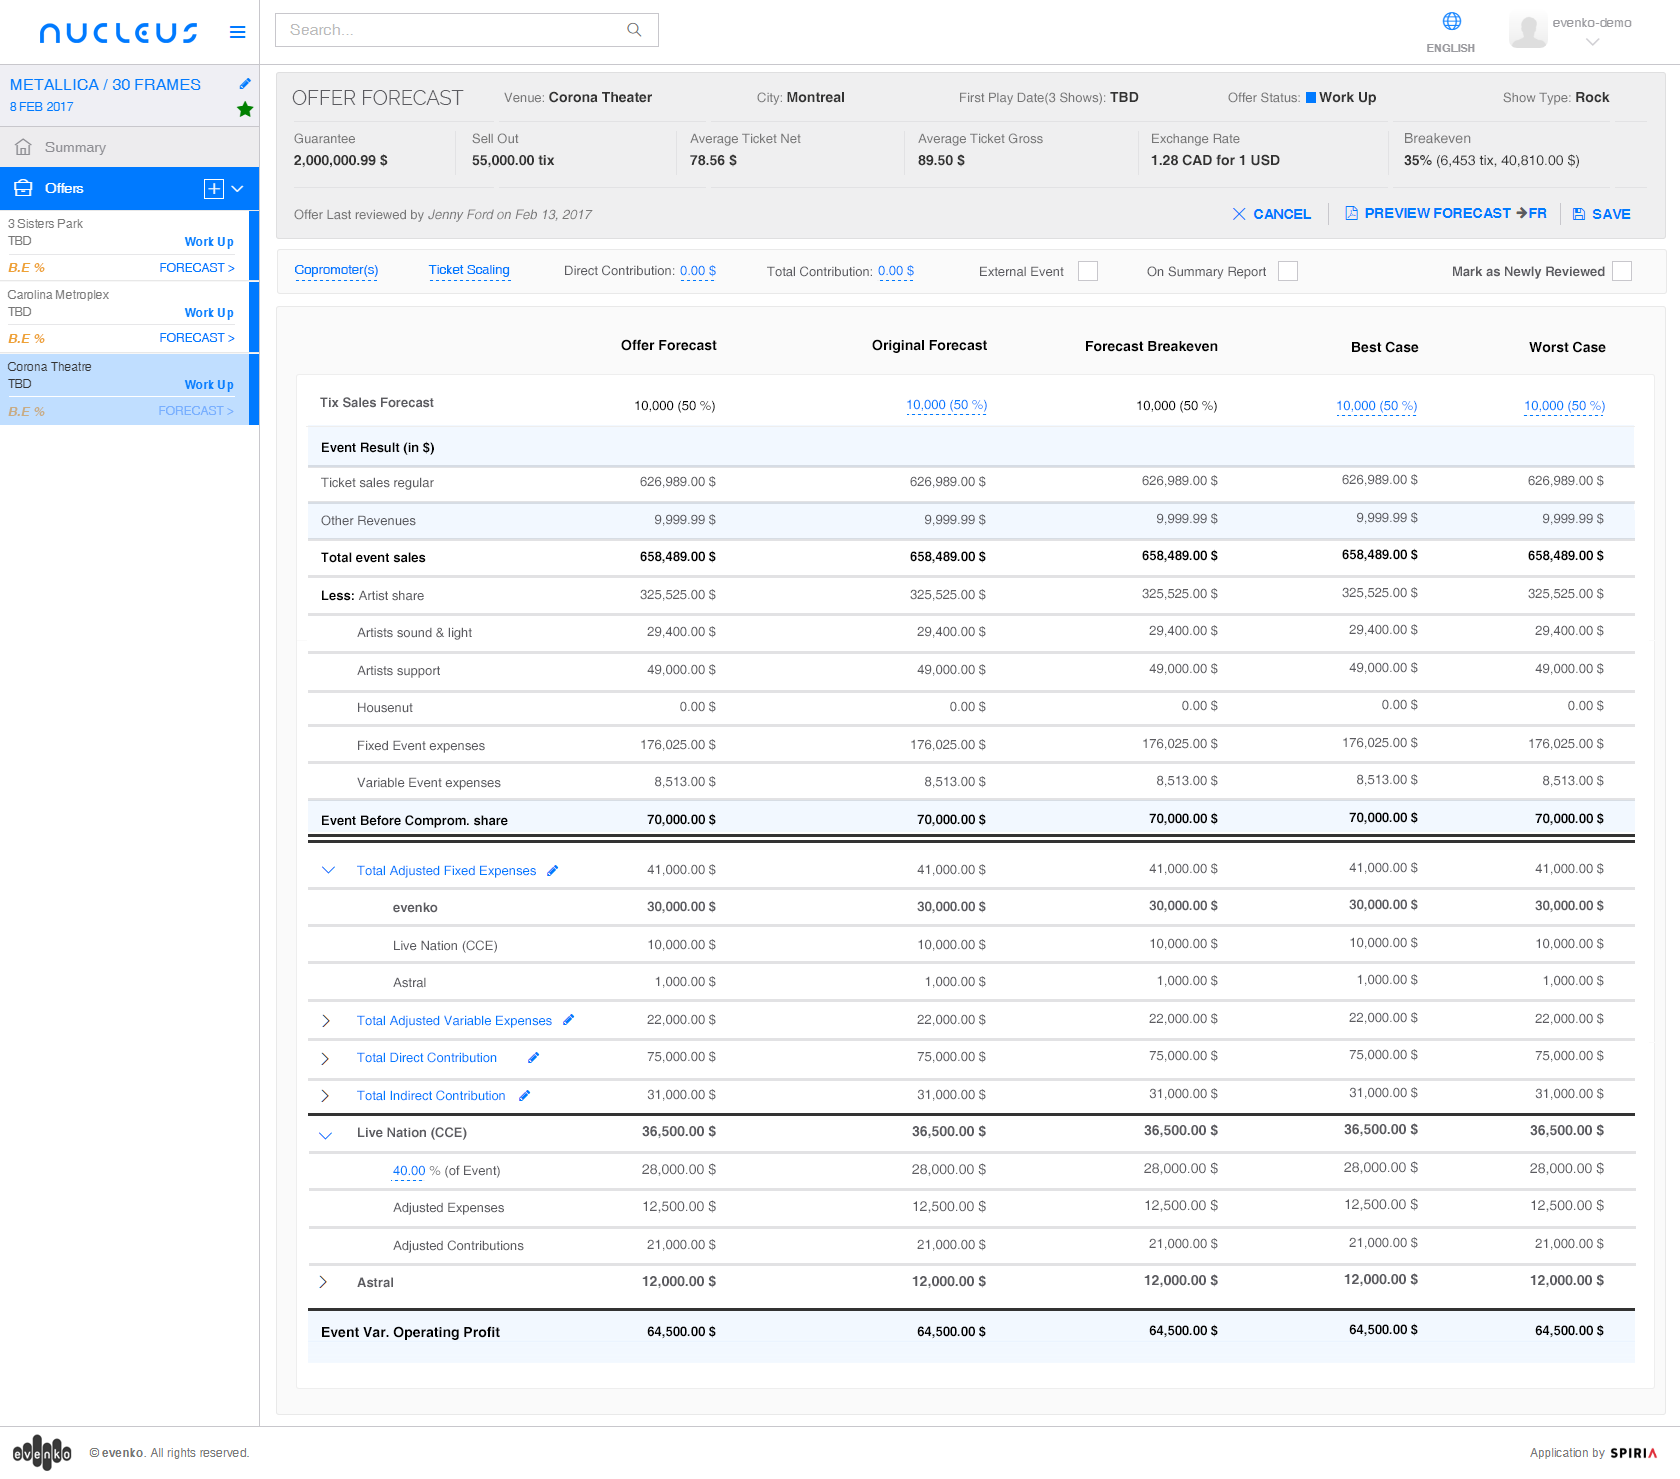 nucleus
Search...
ENGLISH
evenko-demo
METALLICA / 30 FRAMES
8 FEB 2017
Summary
Offers
3 Sisters Park
TBD Work Up
B.E % FORECAST >
Carolina Metroplex
TBD Work Up
B.E % FORECAST >
Corona Theatre
TBD Work Up
B.E % FORECAST >
OFFER FORECAST Venue: Corona Theater City: Montreal First Play Date(3 Shows): TBD Offer Status: Work Up Show Type: Rock
Guarantee Sell Out Average Ticket Net Average Ticket Gross Exchange Rate Breakeven
2,000,000.99 $ 55,000.00 tix 78.56 $ 89.50 $ 1.28 CAD for 1 USD 35% (6,453 tix, 40,810.00 $)
Offer Last reviewed by Jenny Ford on Feb 13, 2017 CANCEL PREVIEW FORECAST ➔FR SAVE
Copromoter(s) Ticket Scaling Direct Contribution: 0.00 $ Total Contribution: 0.00 $ External Event On Summary Report Mark as Newly Reviewed
Offer Forecast Original Forecast Forecast Breakeven Best Case Worst Case
Tix Sales Forecast 10,000 (50 %) 10,000 (50 %) 10,000 (50 %) 10,000 (50 %) 10,000 (50 %)
Event Result (in $)
Ticket sales regular 626,989.00 $ 626,989.00 $ 626,989.00 $ 626,989.00 $ 626,989.00 $
Other Revenues 9,999.99 $ 9,999.99 $ 9,999.99 $ 9,999.99 $ 9,999.99 $
Total event sales 658,489.00 $ 658,489.00 $ 658,489.00 $ 658,489.00 $ 658,489.00 $
Less: Artist share 325,525.00 $ 325,525.00 $ 325,525.00 $ 325,525.00 $ 325,525.00 $
Artists sound & light 29,400.00 $ 29,400.00 $ 29,400.00 $ 29,400.00 $ 29,400.00 $
Artists support 49,000.00 $ 49,000.00 $ 49,000.00 $ 49,000.00 $ 49,000.00 $
Housenut 0.00 $ 0.00 $ 0.00 $ 0.00 $ 0.00 $
Fixed Event expenses 176,025.00 $ 176,025.00 $ 176,025.00 $ 176,025.00 $ 176,025.00 $
Variable Event expenses 8,513.00 $ 8,513.00 $ 8,513.00 $ 8,513.00 $ 8,513.00 $
Event Before Comprom. share 70,000.00 $ 70,000.00 $ 70,000.00 $ 70,000.00 $ 70,000.00 $
Total Adjusted Fixed Expenses 41,000.00 $ 41,000.00 $ 41,000.00 $ 41,000.00 $ 41,000.00 $
evenko 30,000.00 $ 30,000.00 $ 30,000.00 $ 30,000.00 $ 30,000.00 $
Live Nation (CCE) 10,000.00 $ 10,000.00 $ 10,000.00 $ 10,000.00 $ 10,000.00 $
Astral 1,000.00 $ 1,000.00 $ 1,000.00 $ 1,000.00 $ 1,000.00 $
Total Adjusted Variable Expenses 22,000.00 $ 22,000.00 $ 22,000.00 $ 22,000.00 $ 22,000.00 $
Total Direct Contribution 75,000.00 $ 75,000.00 $ 75,000.00 $ 75,000.00 $ 75,000.00 $
Total Indirect Contribution 31,000.00 $ 31,000.00 $ 31,000.00 $ 31,000.00 $ 31,000.00 $
Live Nation (CCE) 36,500.00 $ 36,500.00 $ 36,500.00 $ 36,500.00 $ 36,500.00 $
40.00 % (of Event) 28,000.00 $ 28,000.00 $ 28,000.00 $ 28,000.00 $ 28,000.00 $
Adjusted Expenses 12,500.00 $ 12,500.00 $ 12,500.00 $ 12,500.00 $ 12,500.00 $
Adjusted Contributions 21,000.00 $ 21,000.00 $ 21,000.00 $ 21,000.00 $ 21,000.00 $
Astral 12,000.00 $ 12,000.00 $ 12,000.00 $ 12,000.00 $ 12,000.00 $
Event Var. Operating Profit 64,500.00 $ 64,500.00 $ 64,500.00 $ 64,500.00 $ 64,500.00 $
evenko © evenko. All rights reserved. Application by SPIRIA